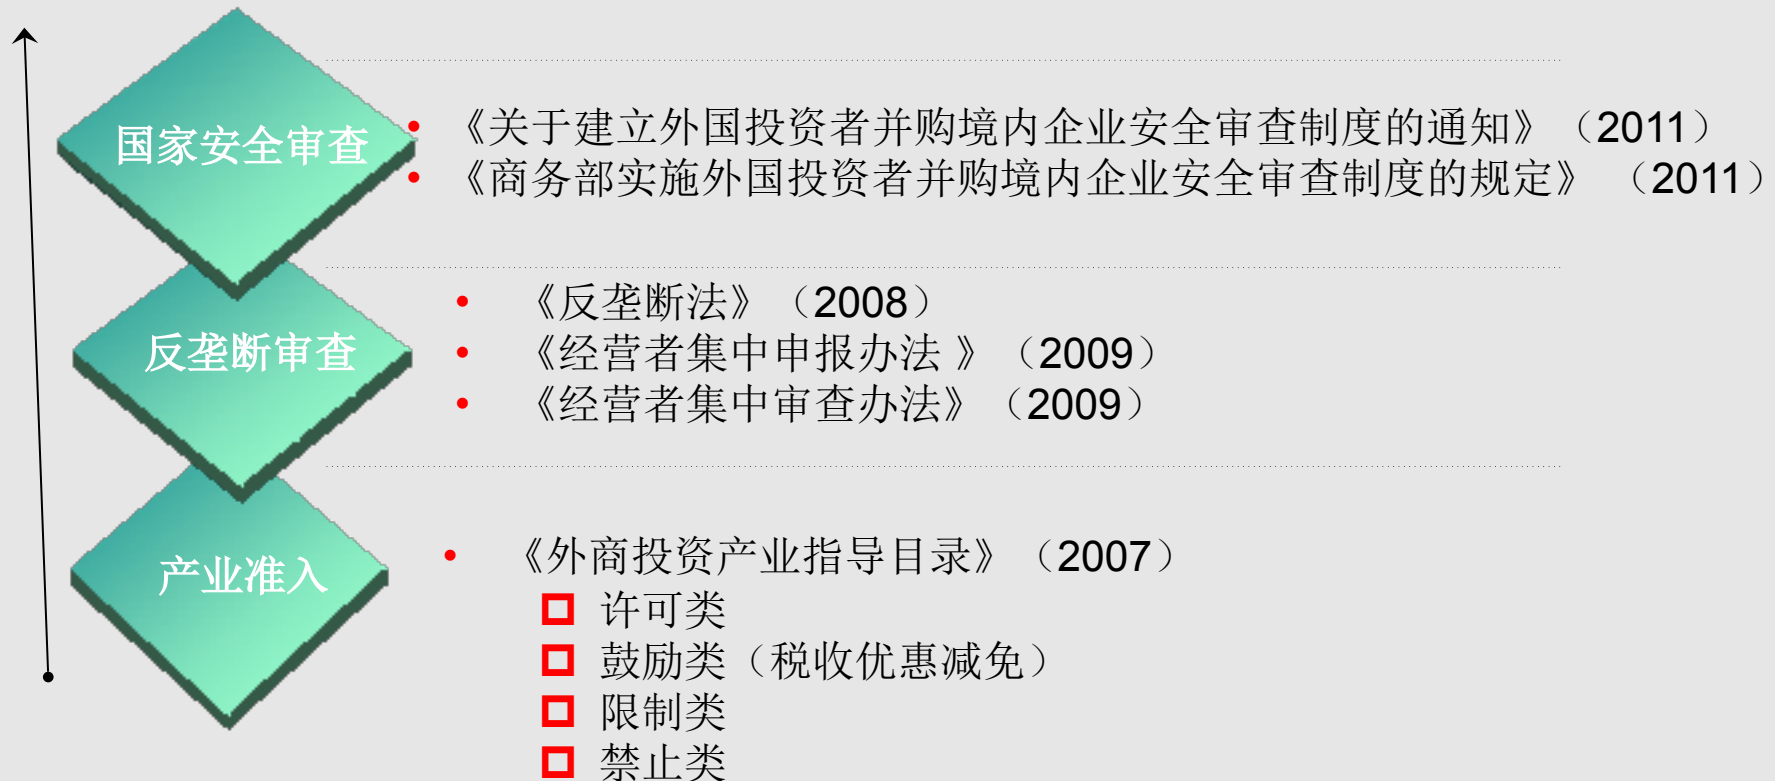 国家安全审查
• 《关于建立外国投资者并购境内企业安全审查制度的通知》（2011）
• 《商务部实施外国投资者并购境内企业安全审查制度的规定》 （2011）
反垄断审查
• 《反垄断法》（2008）
• 《经营者集中申报办法 》（2009）
• 《经营者集中审查办法》（2009）
产业准入
• 《外商投资产业指导目录》（2007）
许可类
鼓励类（税收优惠减免）
限制类
禁止类